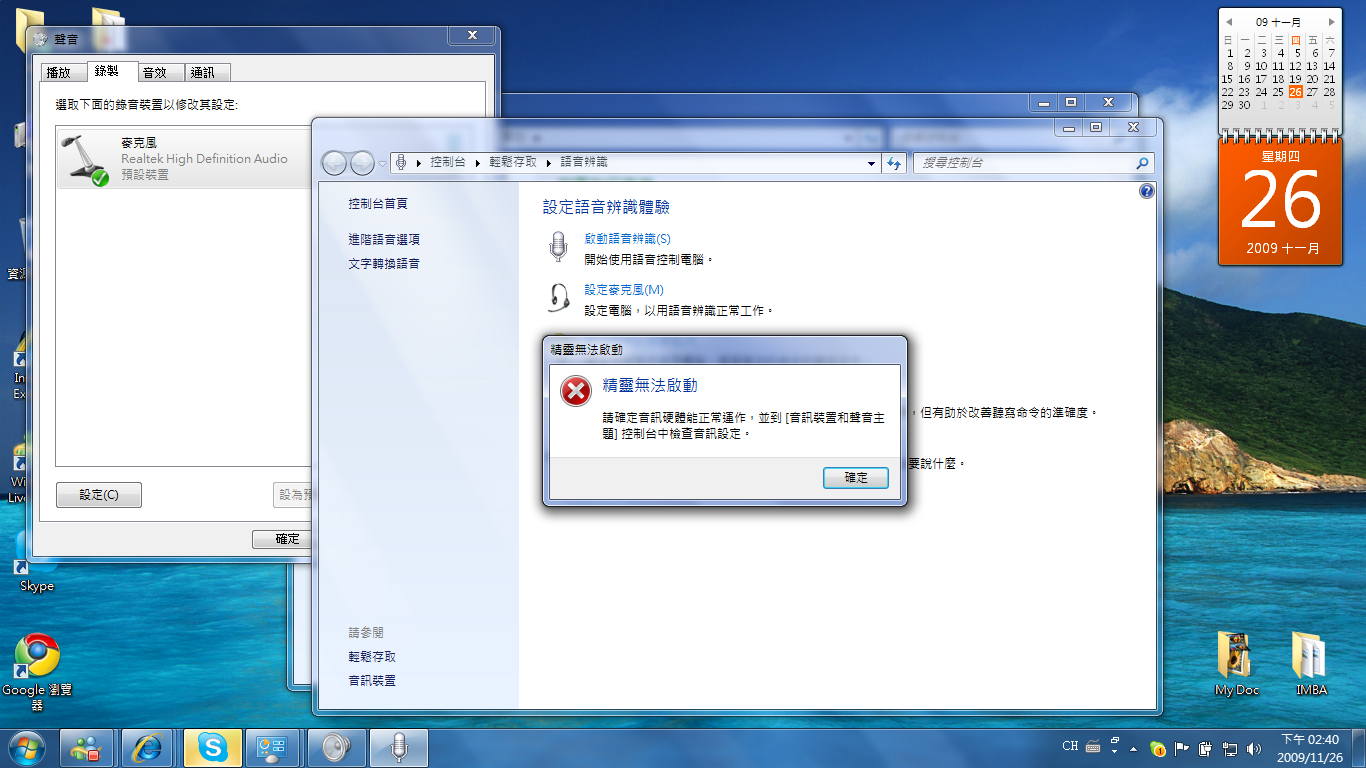 聲音
播放
錄製
音效
通訊
選取下面的錄音裝置以修改其設定:
麥克風
Realtek High Definition Audio
預設裝置
設定(C)
設為預
確定
控制台
輕鬆存取
語音辨識
搜尋控制台
控制台首頁
進階語音選項
文字轉換語音
設定語音辨識體驗
啟動語音辨識(S)
開始使用語音控制電腦。
設定麥克風(M)
設定電腦，以用語音辨識正常工作。
，但有助於改善聽寫命令的準確度。
要說什麼。
請參閱
輕鬆存取
音訊裝置
精靈無法啟動
精靈無法啟動
請確定音訊硬體能正常運作，並到 [音訊裝置和聲音主
題] 控制台中檢查音訊設定。
確定
09 十一月
日 一 二 三 四 五 六
1 2 3 4 5 6 7
8 9 10 11 12 13 14
15 16 17 18 19 20 21
22 23 24 25 26 27 28
29 30 1 2 3 4 5
星期四
26
2009 十一月
資源
In
Exp
Wi
Live
Skype
Google 瀏覽
器
My Doc
IMBA
CH
下午 02:40
2009/11/26